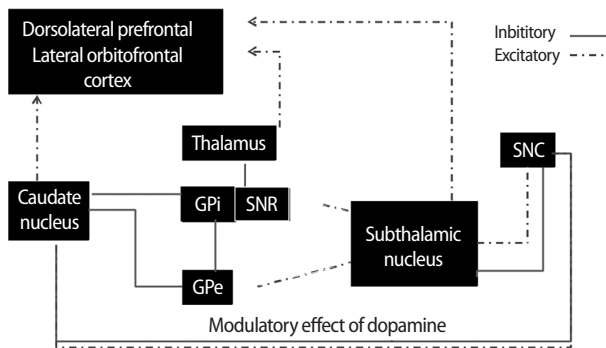 Dorsolateral prefrontal
Lateral orbitofrontal
cortex
Inbititory
Excitatory
Thalamus
SNC
Caudate
nucleus
GPi SNR
Subthalamic
nucleus
GPe
Modulatory effect of dopamine